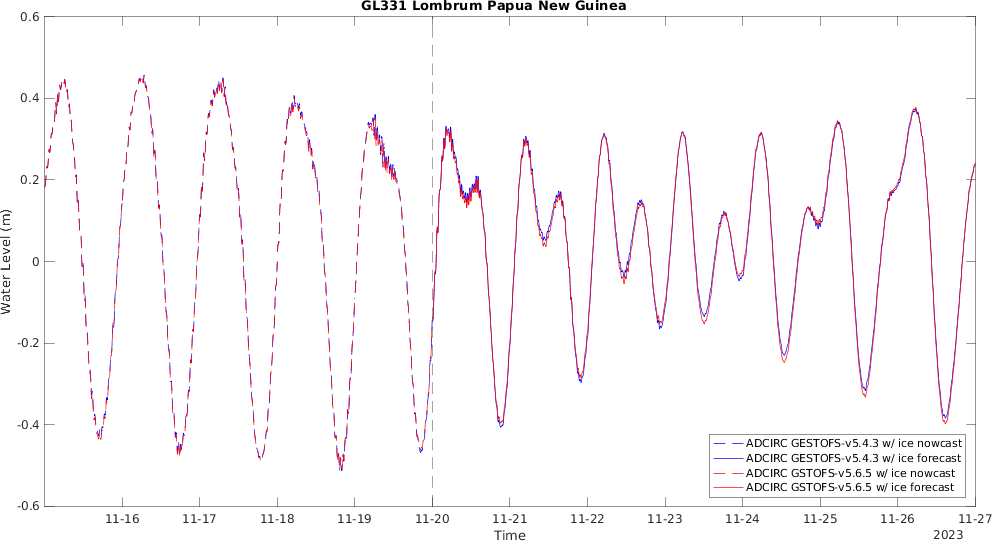 GL331 Lombrum Papua New Guinea
0.6
0.4
0.2
0
-0.2
-0.4
-0.6
Water Level (m)
ADCIRC GESTOFS-v5.4.3 w/ ice nowcast
ADCIRC GESTOFS-v5.4.3 w/ ice forecast
ADCIRC GSTOFS-v5.6.5 w/ ice nowcast
ADCIRC GSTOFS-v5.6.5 w/ ice forecast
11-16 11-17 11-18 11-19 11-20 11-21 11-22 11-23 11-24 11-25 11-26 11-27
Time
2023